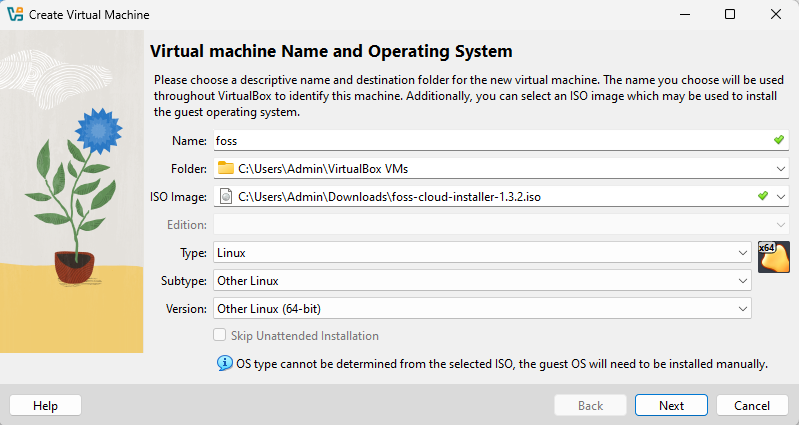 Create Virtual Machine
Virtual machine Name and Operating System
Please choose a descriptive name and destination folder for the new virtual machine. The name you choose will be used
throughout VirtualBox to identify this machine. Additionally, you can select an ISO image which may be used to install
the guest operating system.
Name: foss
Folder: C:\Users\Admin\VirtualBox VMs
ISO Image: C:\Users\Admin\Downloads\foss-cloud-installer-1.3.2.iso
Edition:
Type: Linux
x64
Subtype: Other Linux
Version: Other Linux (64-bit)
Skip Unattended Installation
OS type cannot be determined from the selected ISO, the guest OS will need to be installed manually.
Help Back Next Cancel